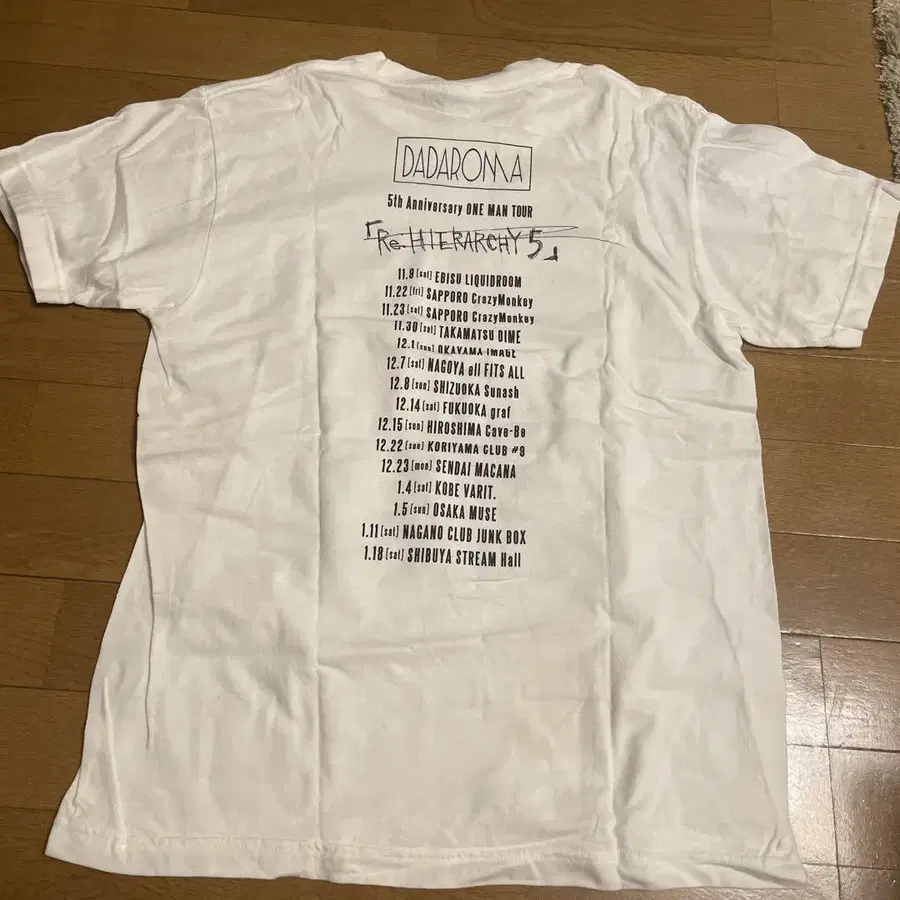 DADAROMA
5th Anniversary ONE MAN TOUR
「Re.HIERARCHY 5」
11.9 [sat] EBISU LIQUIDROOM
11.22 [fri] SAPPORO CrazyMonkey
11.23 [sat] SAPPORO CrazyMonkey
11.30 [sat] TAKAMATSU DIME
12.1 [sun] OKAYAMA IMAGE
12.7 [sat] NAGOYA ell FITS ALL
12.8 [sun] SHIZUOKA Sunash
12.14 [sat] FUKUOKA graf
12.15 [sun] HIROSHIMA Cave-Be
12.22 [sun] KORIYAMA CLUB #9
12.23 [mon] SENDAI MACANA
1.4 [sat] KOBE VARIT.
1.5 [sun] OSAKA MUSE
1.11 [sat] NAGANO CLUB JUNK BOX
1.18 [sat] SHIBUYA STREAM Hall